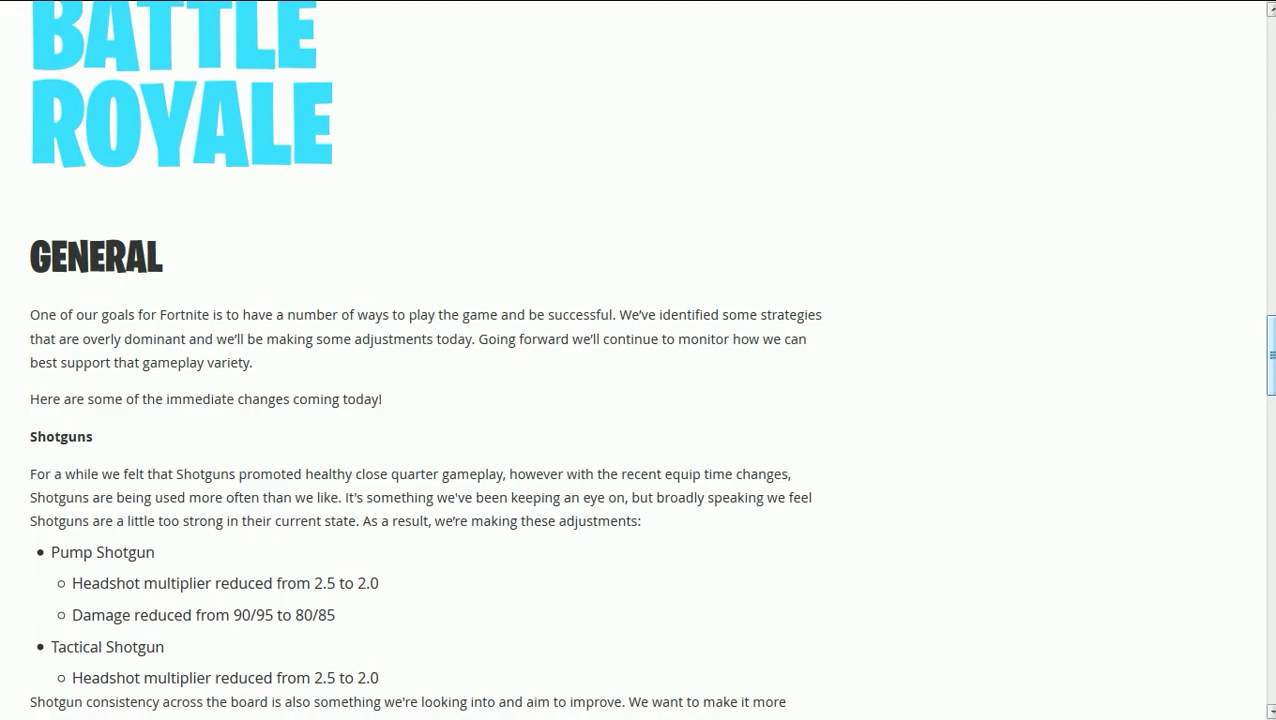 BATTLE
ROYALE
GENERAL
One of our goals for Fortnite is to have a number of ways to play the game and be successful. We’ve identified some strategies
that are overly dominant and we’ll be making some adjustments today. Going forward we’ll continue to monitor how we can
best support that gameplay variety.
Here are some of the immediate changes coming today!
Shotguns
For a while we felt that Shotguns promoted healthy close quarter gameplay, however with the recent equip time changes,
Shotguns are being used more often than we like. It's something we've been keeping an eye on, but broadly speaking we feel
Shotguns are a little too strong in their current state. As a result, we’re making these adjustments:
• Pump Shotgun
○ Headshot multiplier reduced from 2.5 to 2.0
○ Damage reduced from 90/95 to 80/85
• Tactical Shotgun
○ Headshot multiplier reduced from 2.5 to 2.0
Shotgun consistency across the board is also something we're looking into and aim to improve. We want to make it more